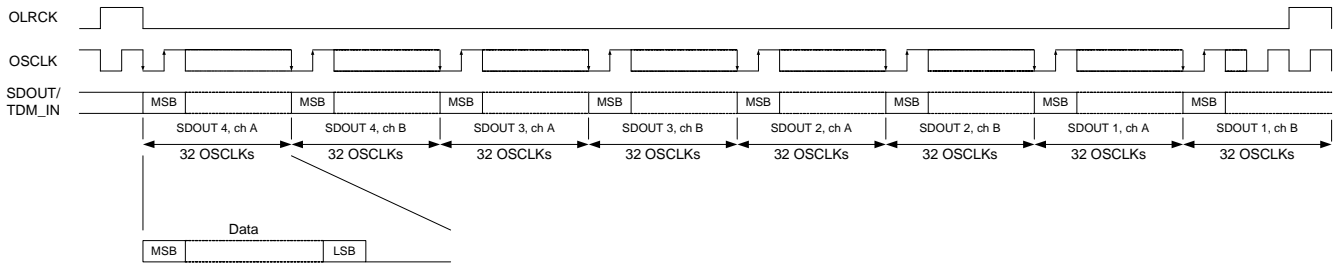 OLRCK
OSCLK
SDOUT/
TDM_IN
MSB MSB MSB MSB MSB MSB MSB MSB
SDOUT 4, ch A SDOUT 4, ch B SDOUT 3, ch A SDOUT 3, ch B SDOUT 2, ch A SDOUT 2, ch B SDOUT 1, ch A SDOUT 1, ch B
32 OSCLKs 32 OSCLKs 32 OSCLKs 32 OSCLKs 32 OSCLKs 32 OSCLKs 32 OSCLKs 32 OSCLKs
Data
MSB LSB